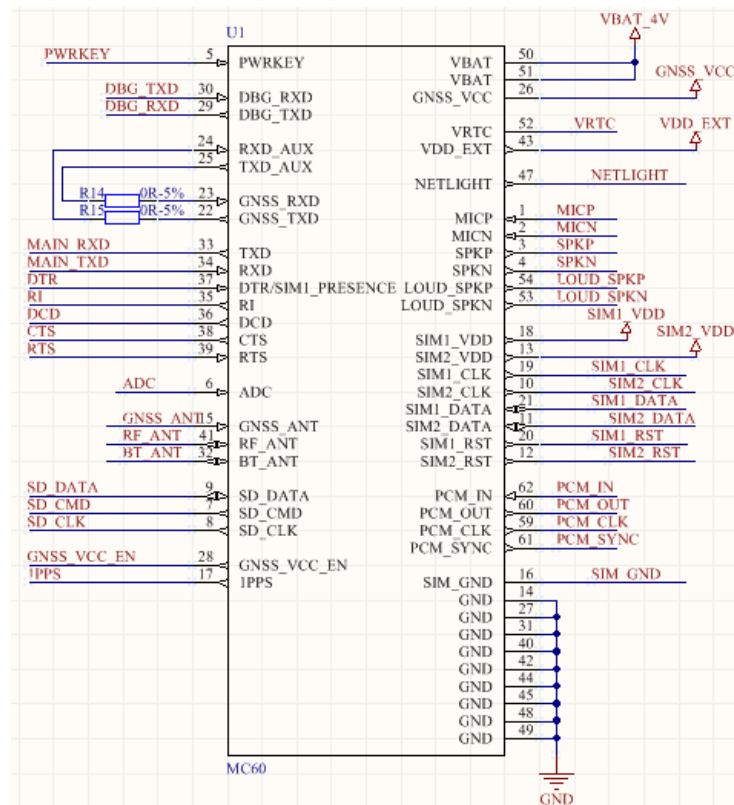 U1
VBAT_4V
PWRKEY 5 PWRKEY VBAT 50
VBAT 51
GNSS_VCC
DBG_TXD 30 DBG_RXD GNSS_VCC 26
DBG_RXD 29 DBG_TXD
VRTC 52 VRTC VDD_EXT
24 RXD_AUX VDD_EXT 43
25 TXD_AUX
NETLIGHT 47 NETLIGHT
R14 0R-5% 23 GNSS_RXD
R15 0R-5% 22 GNSS_TXD MICP 1 MICP
MICN 2 MICN
MAIN_RXD 33 TXD SPKP 3 SPKP
MAIN_TXD 34 RXD SPKN 4 SPKN
DTR 37 DTR/SIM1_PRESENCE LOUD_SPKP 54 LOUD_SPKP
RI 35 RI LOUD_SPKN 53 LOUD_SPKN
DCD 36 DCD SIM1_VDD
CTS 38 CTS SIM1_VDD 18 SIM2_VDD
RTS 39 RTS SIM2_VDD 13
SIM1_CLK 19 SIM1_CLK
ADC 6 ADC SIM2_CLK 10 SIM2_CLK
SIM1_DATA 21 SIM1_DATA
GNSS_ANT 15 GNSS_ANT SIM2_DATA 11 SIM2_DATA
RF_ANT 41 RF_ANT SIM1_RST 20 SIM1_RST
BT_ANT 32 BT_ANT SIM2_RST 12 SIM2_RST
SD_DATA 9 SD_DATA PCM_IN 62 PCM_IN
SD_CMD 7 SD_CMD PCM_OUT 60 PCM_OUT
SD_CLK 8 SD_CLK PCM_CLK 59 PCM_CLK
PCM_SYNC 61 PCM_SYNC
GNSS_VCC_EN 28 GNSS_VCC_EN
1PPS 17 1PPS SIM_GND 16 SIM_GND
GND 14
GND 27
GND 31
GND 40
GND 42
GND 44
GND 45
GND 48
GND 49
MC60
GND